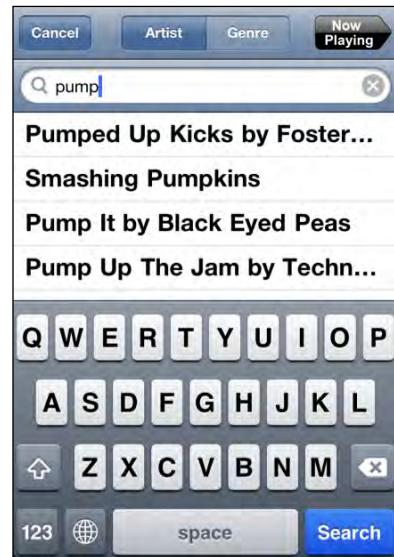 Cancel
Artist
Genre
Now
Playing
pump
Pumped Up Kicks by Foster...
Smashing Pumpkins
Pump It by Black Eyed Peas
Pump Up The Jam by Techn...
Q W E R T Y U I O P
A S D F G H J K L
Z X C V B N M
123 space Search